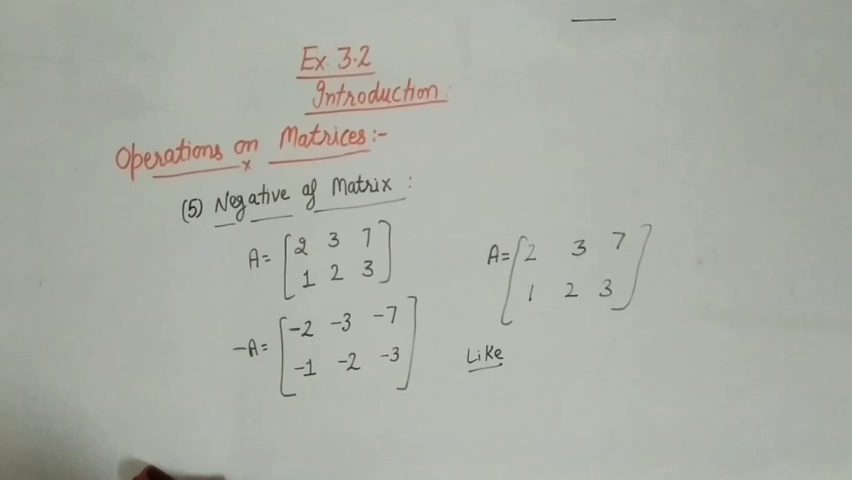 Ex. 3.2
Introduction:
Operations on Matrices:-
x
(5) Negative of Matrix:
A = [2 3 7
1 2 3]
-A = [-2 -3 -7
-1 -2 -3]
A = [2 3 7
1 2 3]
Like